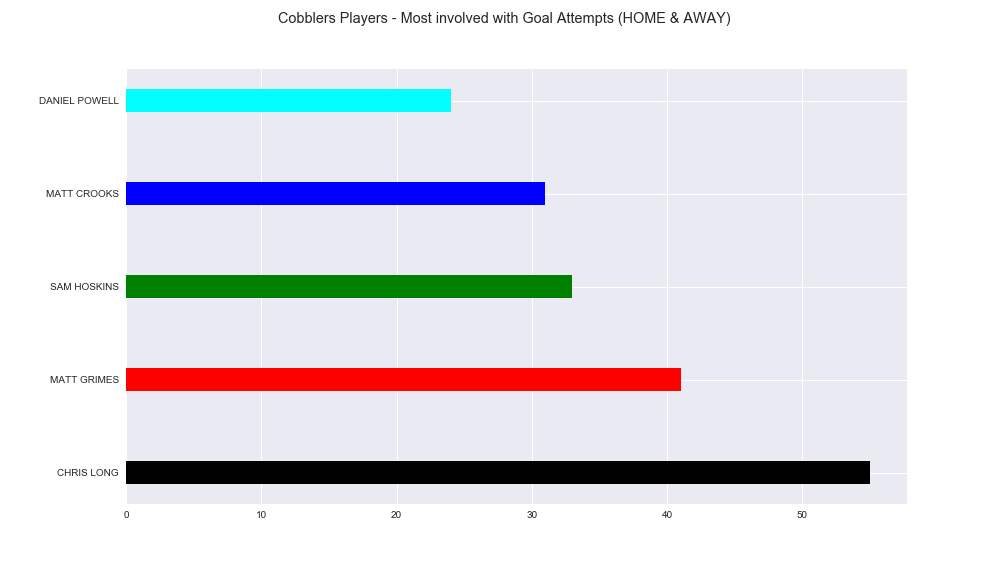 Cobblers Players - Most involved with Goal Attempts (HOME & AWAY)
DANIEL POWELL
MATT CROOKS
SAM HOSKINS
MATT GRIMES
CHRIS LONG
0 10 20 30 40 50